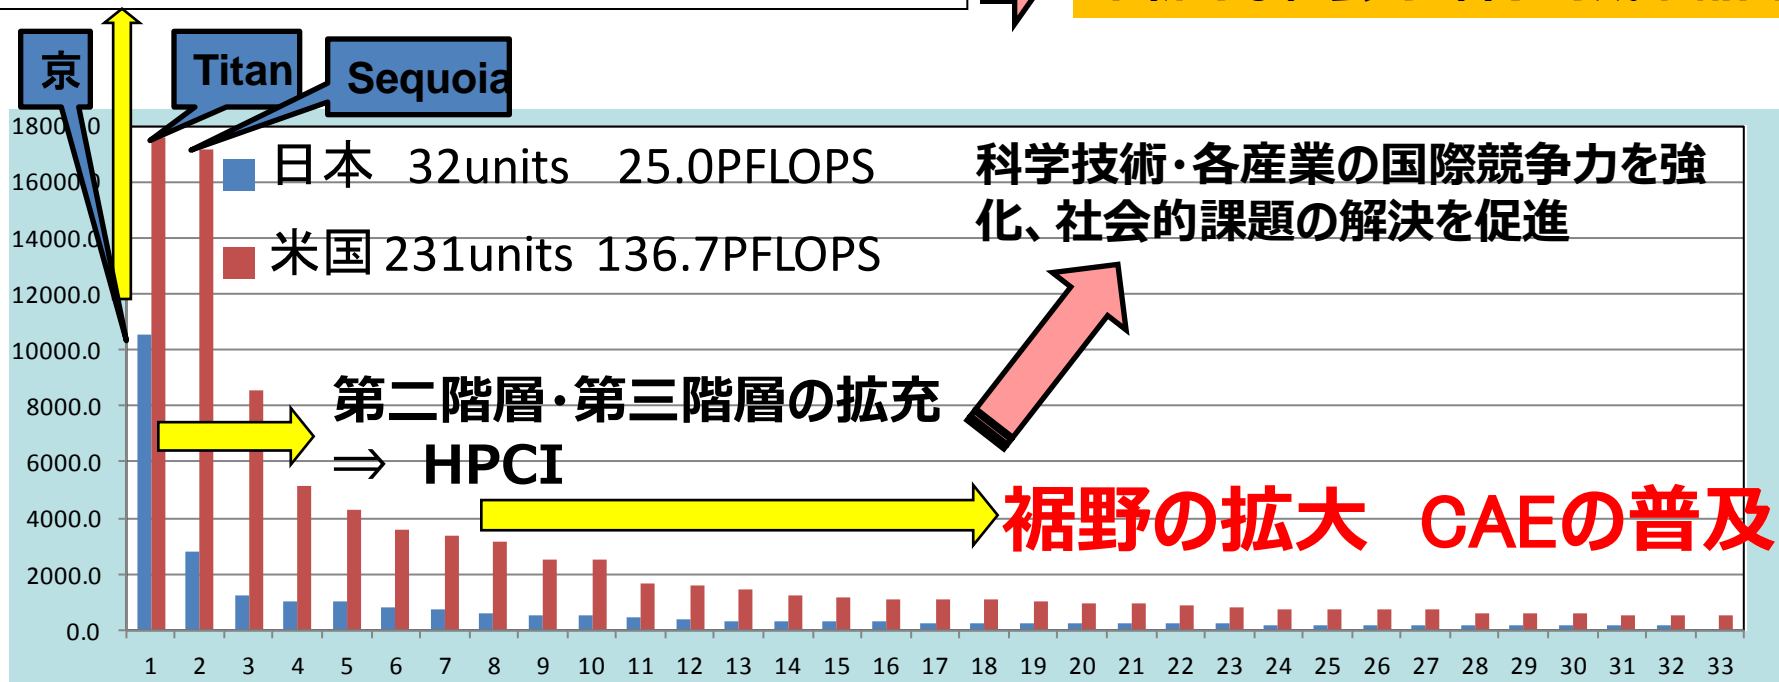 京
Titan
Sequoia
18000.0
16000.0
14000.0
12000.0
10000.0
8000.0
6000.0
4000.0
2000.0
0.0
日本 32units 25.0PFLOPS
米国 231units 136.7PFLOPS
科学技術・各産業の国際競争力を強
化、社会的課題の解決を促進
第二階層・第三階層の拡充
⇒ HPCI
裾野の拡大 CAEの普及
1 2 3 4 5 6 7 8 9 10 11 12 13 14 15 16 17 18 19 20 21 22 23 24 25 26 27 28 29 30 31 32 33